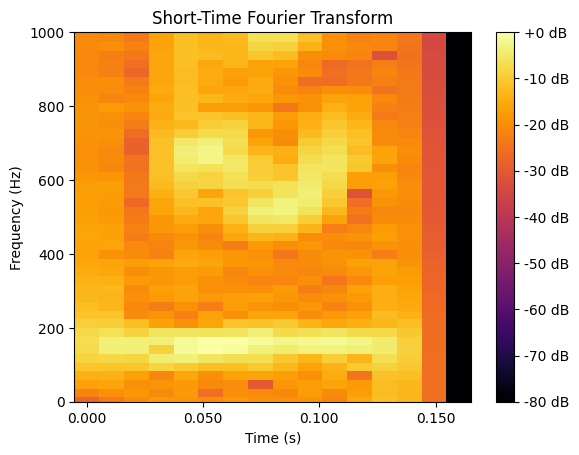 Short-Time Fourier Transform
1000
800
600
400
200
0
Frequency (Hz)
0.000
0.050
0.100
0.150
Time (s)
+0 dB
-10 dB
-20 dB
-30 dB
-40 dB
-50 dB
-60 dB
-70 dB
-80 dB